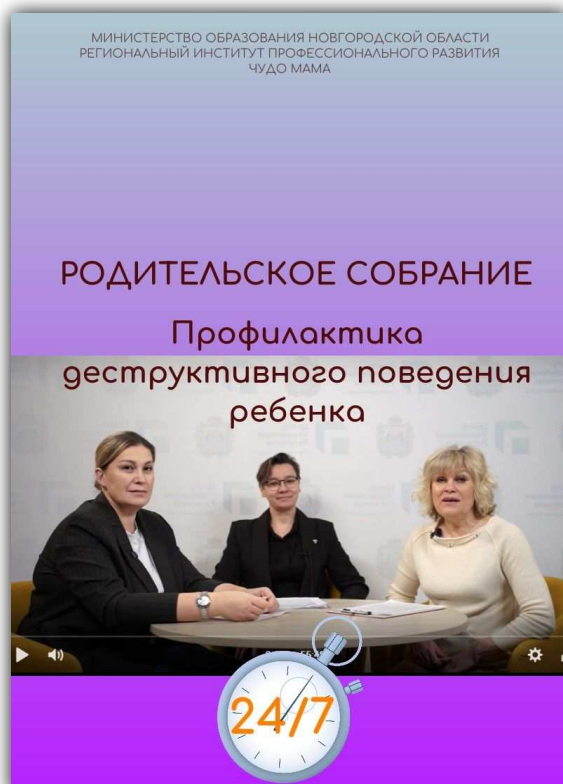 МИНИСТЕРСТВО ОБРАЗОВАНИЯ НОВГОРОДСКОЙ ОБЛАСТИ
РЕГИОНАЛЬНЫЙ ИНСТИТУТ ПРОФЕССИОНАЛЬНОГО РАЗВИТИЯ
ЧУДО МАМА
РОДИТЕЛЬСКОЕ СОБРАНИЕ
Профилактика
деструктивного поведения
ребенка
24/7